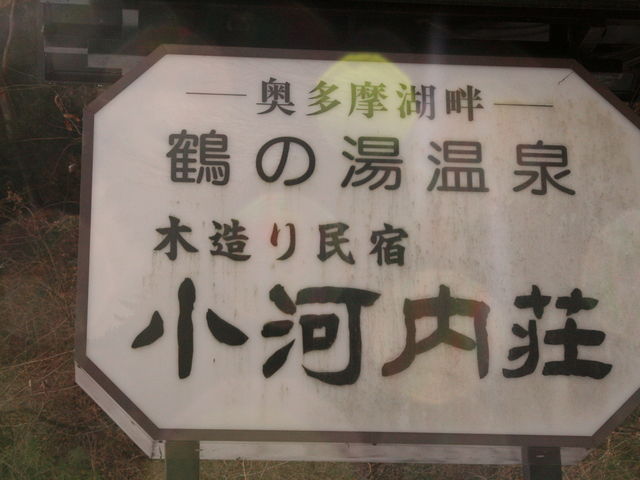 奥多摩湖畔
鶴の湯温泉
木造り民宿
小河内荘